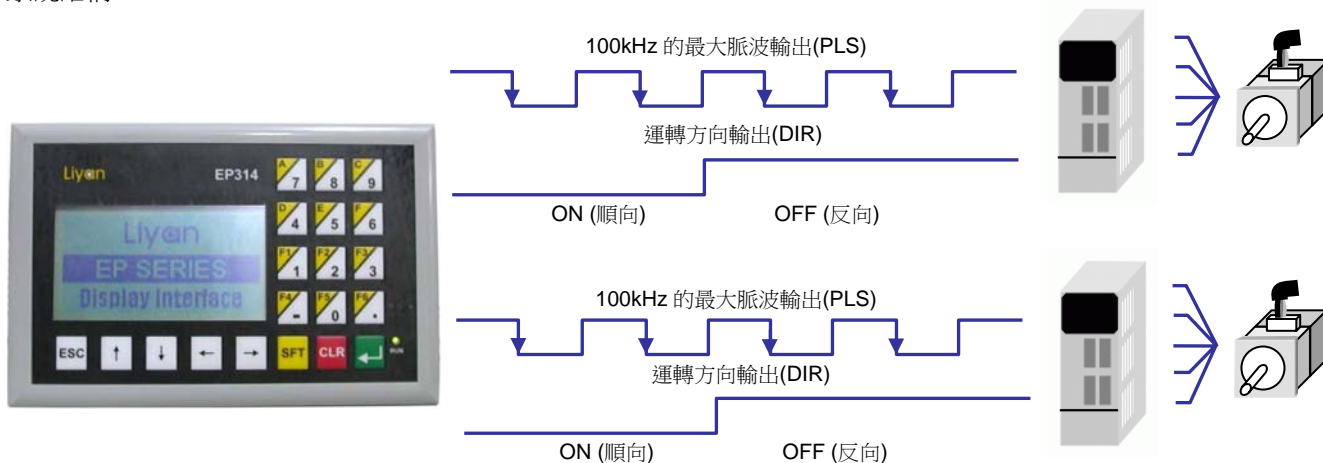 100kHz 的最大脈波輸出(PLS)
運轉方向輸出(DIR)
ON (順向) OFF (反向)
Liyan EP314
A 7 B 8 C 9
D 4 E 5 F 6
F1 1 F2 2 F3 3
F4 - F5 0 F6 .
Liyan
EP SERIES
Display Interface
ESC ↑ ↓ ← → SFT CLR RUN
100kHz 的最大脈波輸出(PLS)
運轉方向輸出(DIR)
ON (順向) OFF (反向)